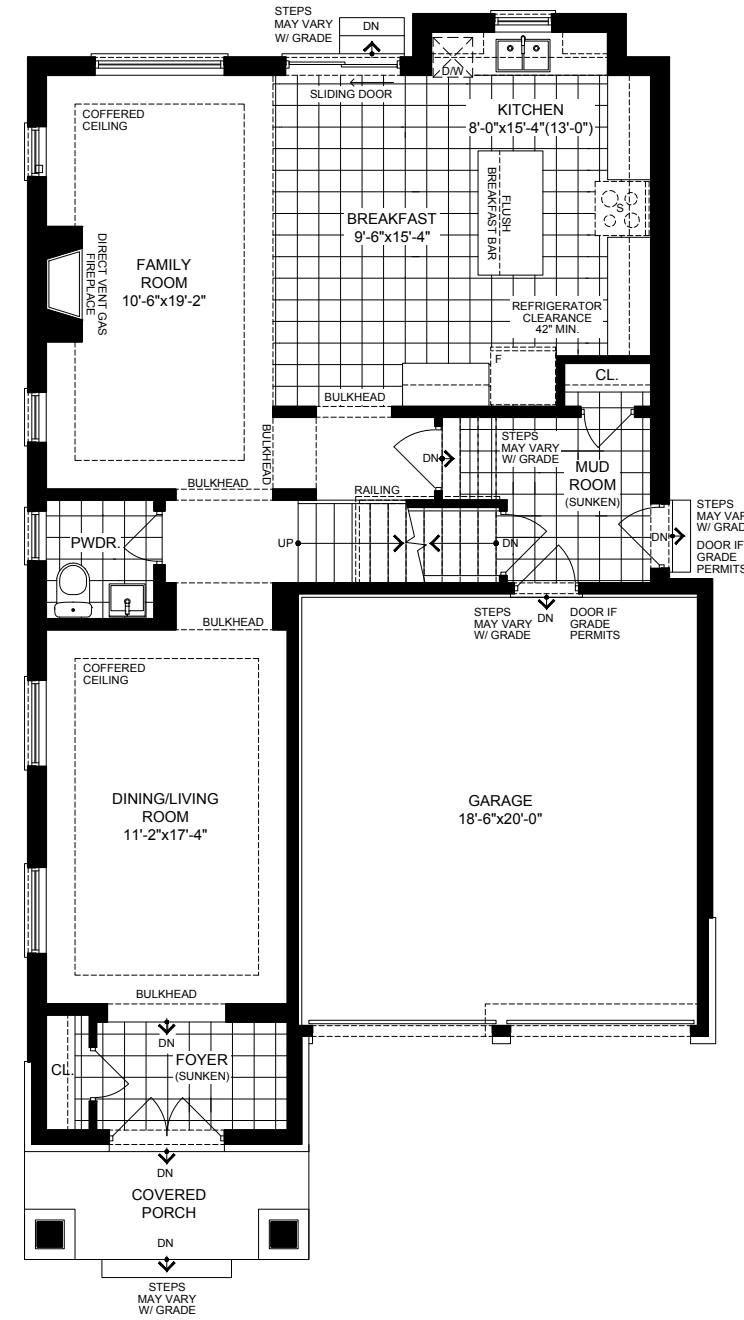 STEPS
MAY VARY
W/ GRADE
DN
D/W
SLIDING DOOR
KITCHEN
8'-0"x15'-4"(13'-0")
COFFERED
CEILING
FLUSH
BREAKFAST BAR
S
BREAKFAST
9'-6"x15'-4"
DIRECT VENT GAS
FIREPLACE
FAMILY
ROOM
10'-6"x19'-2"
REFRIGERATOR
CLEARANCE
42" MIN.
F
CL.
BULKHEAD
BULKHEAD
STEPS
MAY VARY
W/ GRADE
DN
MUD
ROOM
(SUNKEN)
BULKHEAD
RAILING
STEPS
MAY VAR
W/ GRAD
DN
DOOR IF
GRADE
PERMITS
PWDR.
UP
DN
STEPS
MAY VARY
W/ GRADE
DN
DOOR IF
GRADE
PERMITS
BULKHEAD
COFFERED
CEILING
DINING/LIVING
ROOM
11'-2"x17'-4"
GARAGE
18'-6"x20'-0"
BULKHEAD
DN
FOYER
(SUNKEN)
CL.
DN
COVERED
PORCH
DN
STEPS
MAY VARY
W/ GRADE